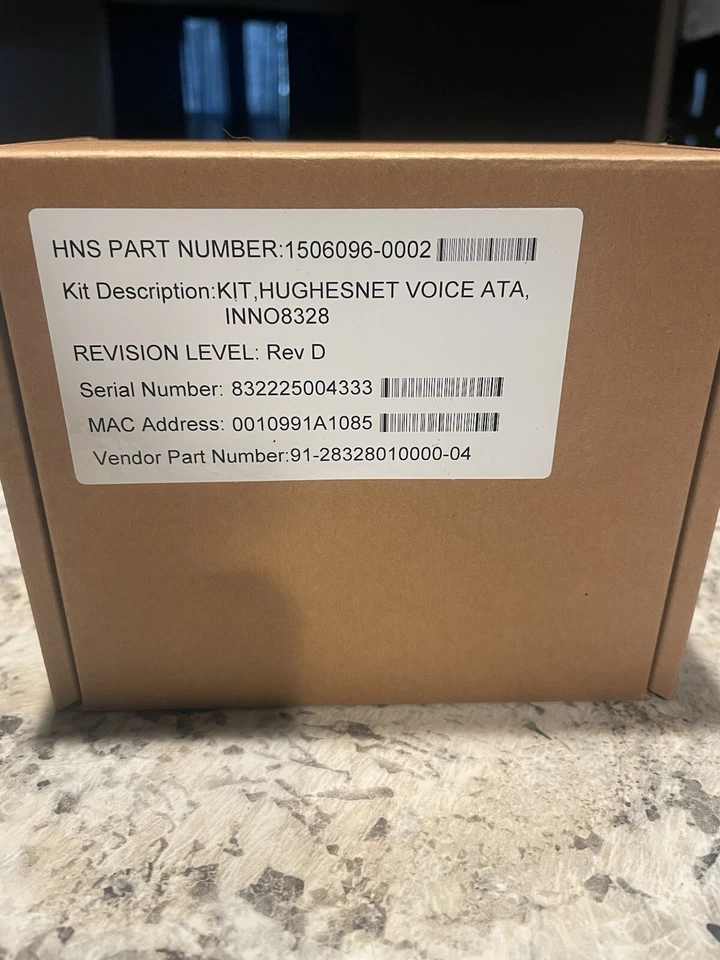 HNS PART NUMBER:1506096-0002
Kit Description:KIT,HUGHESNET VOICE ATA,
INNO8328
REVISION LEVEL: Rev D
Serial Number: 832225004333
MAC Address: 0010991A1085
Vendor Part Number:91-28328010000-04